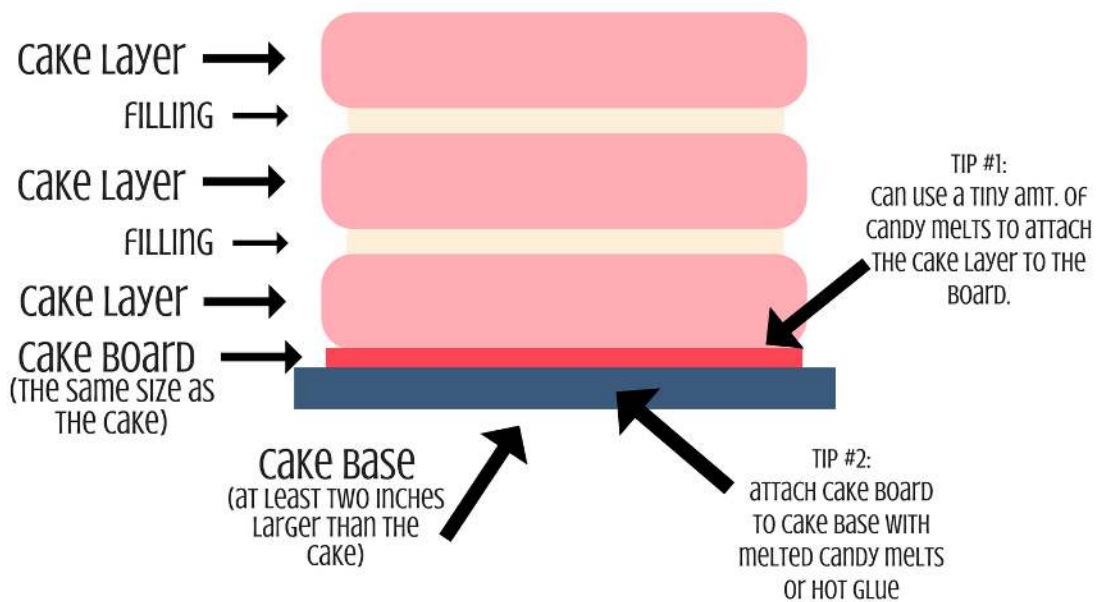 Cake Layer
Filling
Cake Layer
Filling
Cake Layer
Cake Board
(the same size as
the cake)
Cake Base
(at least two inches
larger than the
cake)
TIP #1:
Can use a tiny amt. of
candy melts to attach
the cake layer to the
board.
TIP #2:
attach cake board
to cake base with
melted candy melts
or hot glue